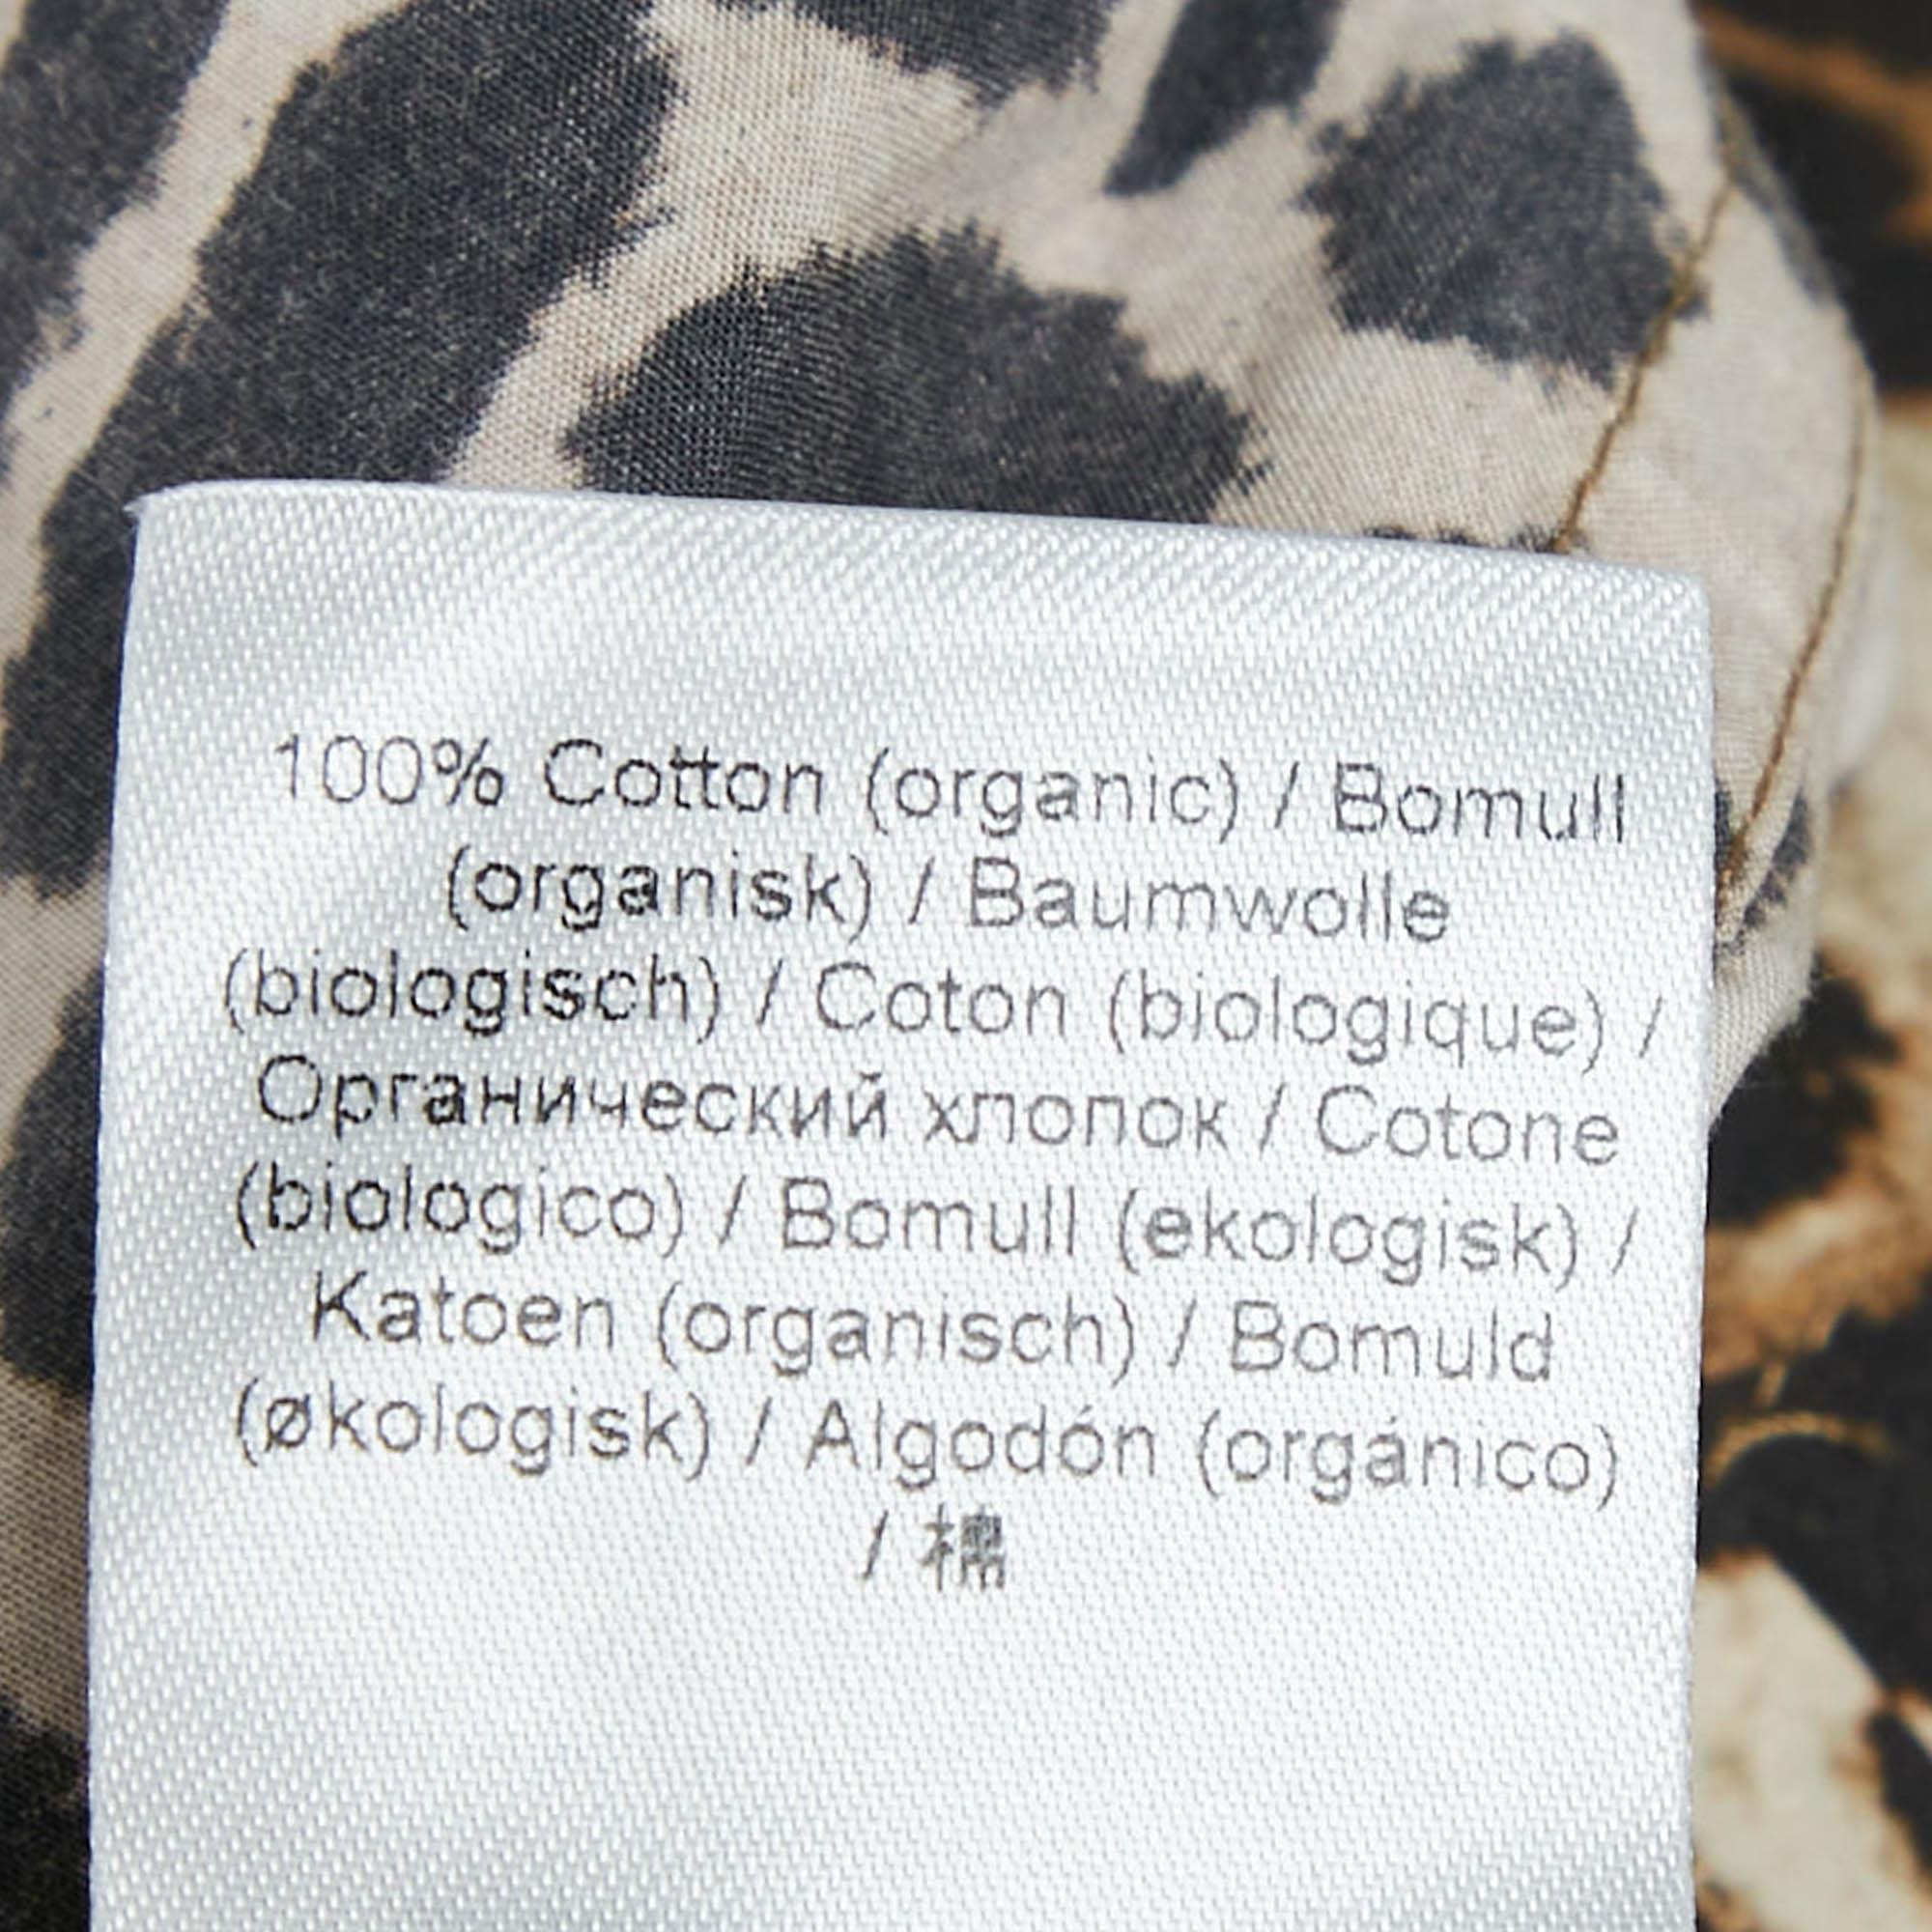 100% Cotton (organic) / Bomull
(organisk) / Baumwolle
(biologisch) / Coton (biologique) /
Органический хлопок / Cotone
(biologico) / Bomull (ekologisk) /
Katoen (organisch) / Bomuld
(økologisk) / Algodón (orgánico)
/ 棉